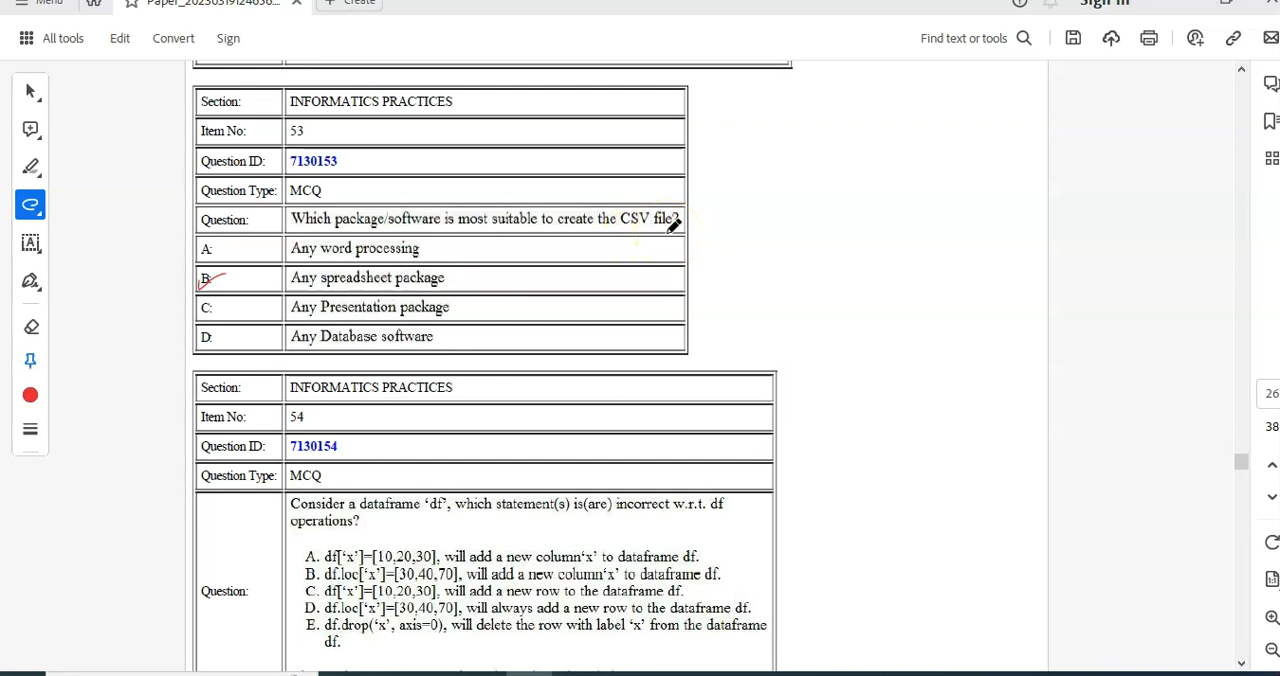 Menu
Paper_20230319124636...
Create
Sign in
All tools
Edit
Convert
Sign
Find text or tools
Section: INFORMATICS PRACTICES
Item No: 53
Question ID: 7130153
Question Type: MCQ
Question: Which package/software is most suitable to create the CSV file?
A: Any word processing
B: Any spreadsheet package
C: Any Presentation package
D: Any Database software
Section: INFORMATICS PRACTICES
Item No: 54
Question ID: 7130154
Question Type: MCQ
Question:
Consider a dataframe ‘df’, which statement(s) is(are) incorrect w.r.t. df
operations?
A. df[‘x’]=[10,20,30], will add a new column‘x’ to dataframe df.
B. df.loc[‘x’]=[30,40,70], will add a new column‘x’ to dataframe df.
C. df[‘x’]=[10,20,30], will add a new row to the dataframe df.
D. df.loc[‘x’]=[30,40,70], will always add a new row to the dataframe df.
E. df.drop(‘x’, axis=0), will delete the row with label ‘x’ from the dataframe
df.
26
38